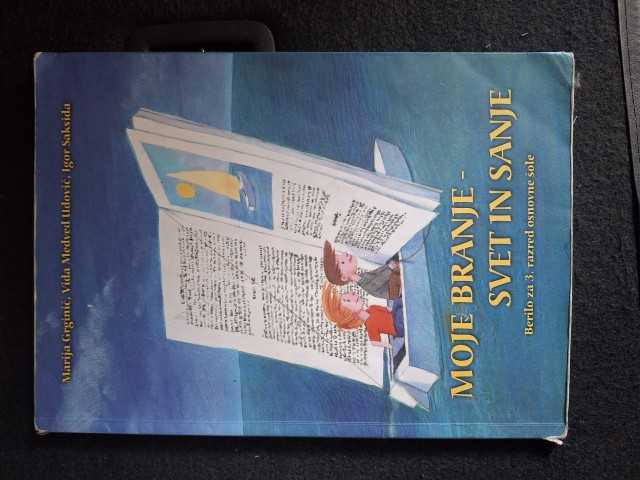 Marija Grginič, Vida Medved Udovič, Igor Saksida
MOJE BRANJE -
SVET IN SANJE
Berilo za 3. razred osnovne šole